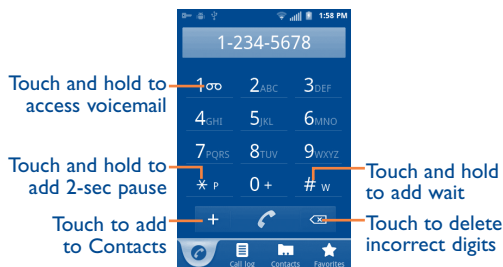 1:58 PM
1-234-5678
Touch and hold to
access voicemail
1 2ABC 3DEF
4GHI 5JKL 6MNO
7PQRS 8TUV 9WXYZ
Touch and hold to
add 2-sec pause
* P 0 + # W
Touch and hold
to add wait
Touch to add
to Contacts
+
Touch to delete
incorrect digits
Call log Contacts Favorites